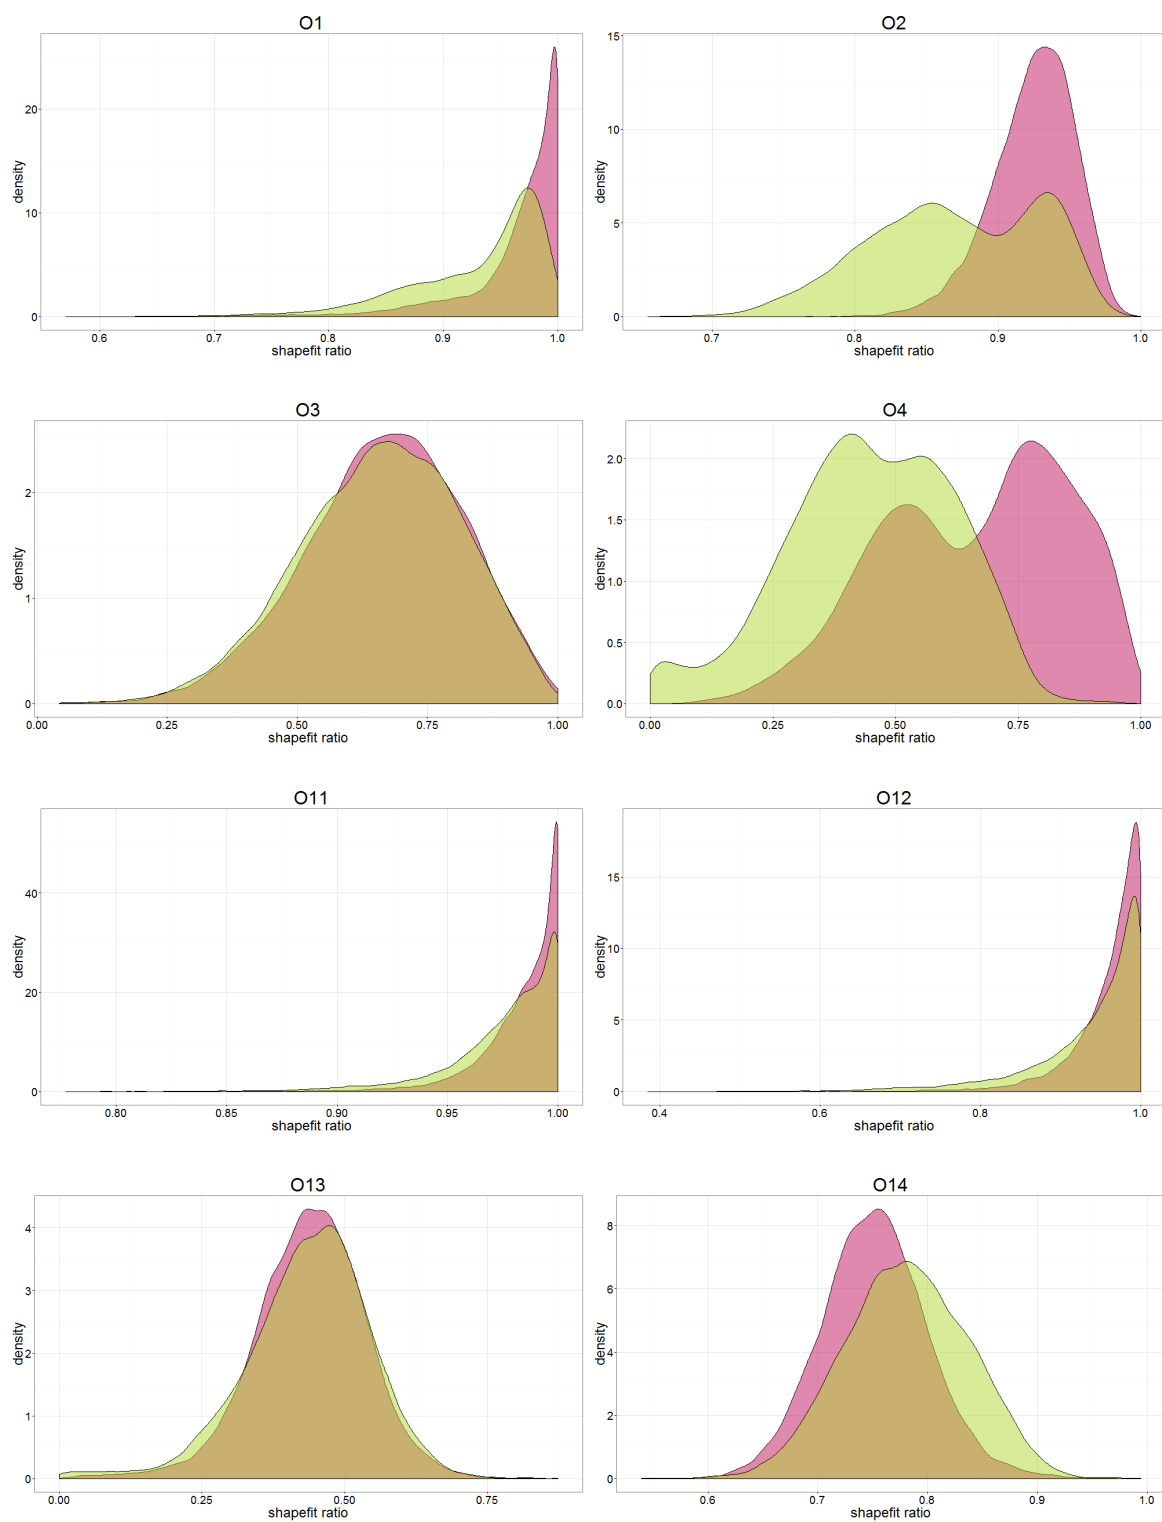 O1
density
20
10
0
0.6 0.7 0.8 0.9 1.0
shapefit ratio
O2
density
15
10
5
0
0.7 0.8 0.9 1.0
shapefit ratio
O3
density
2
1
0
0.00 0.25 0.50 0.75 1.00
shapefit ratio
O4
density
2.0
1.5
1.0
0.5
0.0
0.00 0.25 0.50 0.75 1.00
shapefit ratio
O11
density
40
20
0
0.80 0.85 0.90 0.95 1.00
shapefit ratio
O12
density
15
10
5
0
0.4 0.6 0.8 1.0
shapefit ratio
O13
density
4
3
2
1
0
0.00 0.25 0.50 0.75
shapefit ratio
O14
density
8
6
4
2
0
0.6 0.7 0.8 0.9 1.0
shapefit ratio